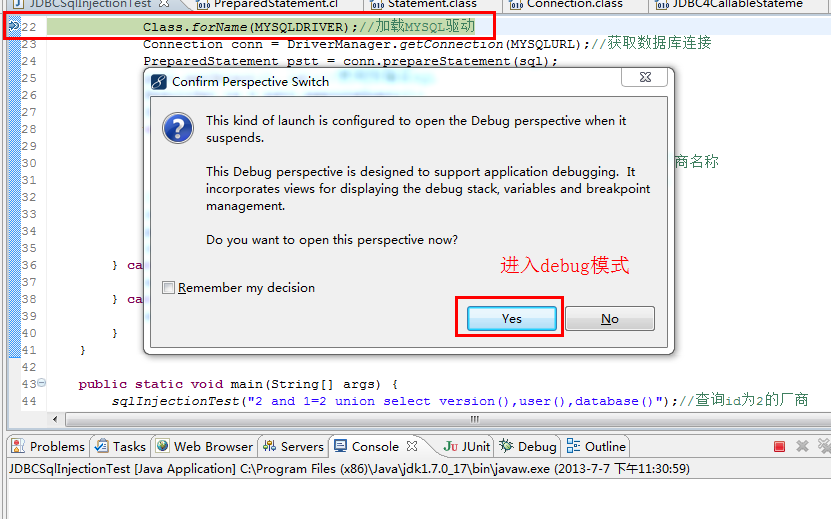 JDBCSqlInjectionTest PreparedStatement.cl Statement.class Connection.class JDBC4CallableStateme
22 Class.forName(MYSQLDRIVER);//加载MYSQL驱动
23 Connection conn = DriverManager.getConnection(MYSQLURL);//获取数据库连接
24 PreparedStatement pstt = conn.prepareStatement(sql);
25
26 Confirm Perspective Switch
27
28 This kind of launch is configured to open the Debug perspective when it
29 suspends.
30 商名称
31 This Debug perspective is designed to support application debugging. It
32 incorporates views for displaying the debug stack, variables and breakpoint
33 management.
34
35 Do you want to open this perspective now?
36 } ca
进入debug模式
37
Remember my decision
38 } ca
39
Yes No
40 }
41 }
42
43 public static void main(String[] args) {
44 sqlInjectionTest("2 and 1=2 union select version(),user(),database()");//查询id为2的厂商
Problems Tasks Web Browser Servers Console JUnit Debug Outline
JDBCSqlInjectionTest [Java Application] C:\Program Files (x86)\Java\jdk1.7.0_17\bin\javaw.exe (2013-7-7 下午11:30:59)